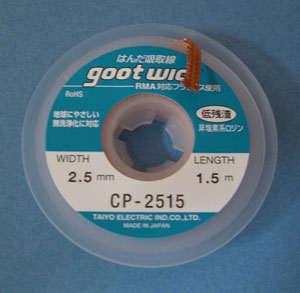 はんだ吸取線
goot wick
RMA対応フラックス使用
RoHS
地球にやさしい
無洗浄化に対応
低残渣
非塩素系ロジン
WIDTH
2.5 mm
LENGTH
1.5 m
CP-2515
TAIYO ELECTRIC IND.CO.,LTD.
MADE IN JAPAN